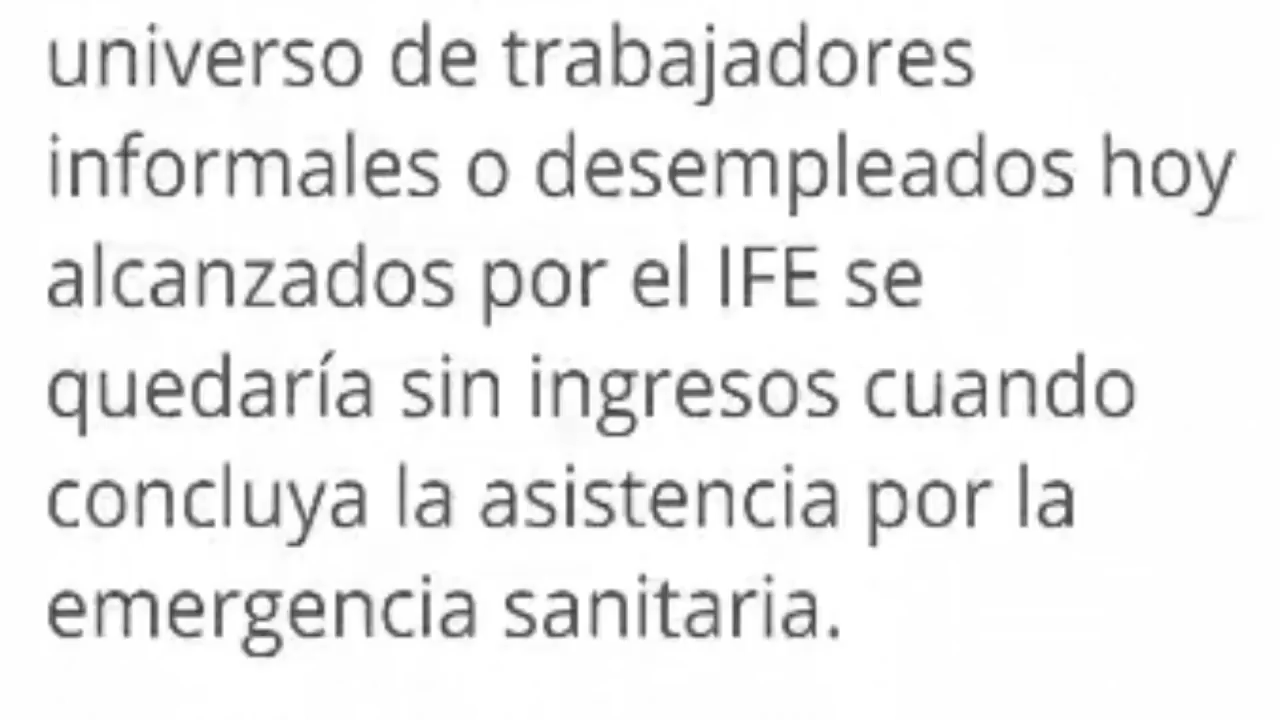 universo de trabajadores
informales o desempleados hoy
alcanzados por el IFE se
quedaría sin ingresos cuando
concluya la asistencia por la
emergencia sanitaria.